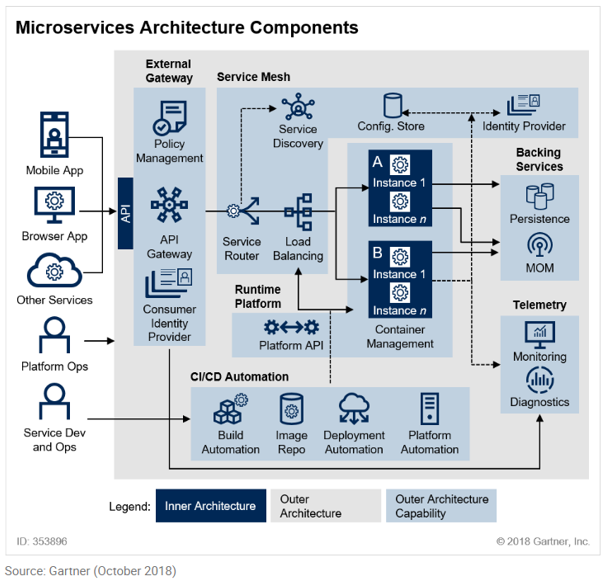 Microservices Architecture Components
External
Gateway
Service Mesh
Policy
Management
Service
Discovery
Config. Store
Identity Provider
Mobile App
Browser App
Other Services
API
API
Gateway
Consumer
Identity
Provider
Service
Router
Load
Balancing
A
Instance 1
Instance n
B
Instance 1
Instance n
Container
Management
Backing
Services
Persistence
MOM
Runtime
Platform
Platform API
Telemetry
Monitoring
Diagnostics
Platform Ops
Service Dev
and Ops
CI/CD Automation
Build
Automation
Image
Repo
Deployment
Automation
Platform
Automation
Legend:
Inner Architecture
Outer
Architecture
Outer Architecture
Capability
ID: 353896
© 2018 Gartner, Inc.
Source: Gartner (October 2018)